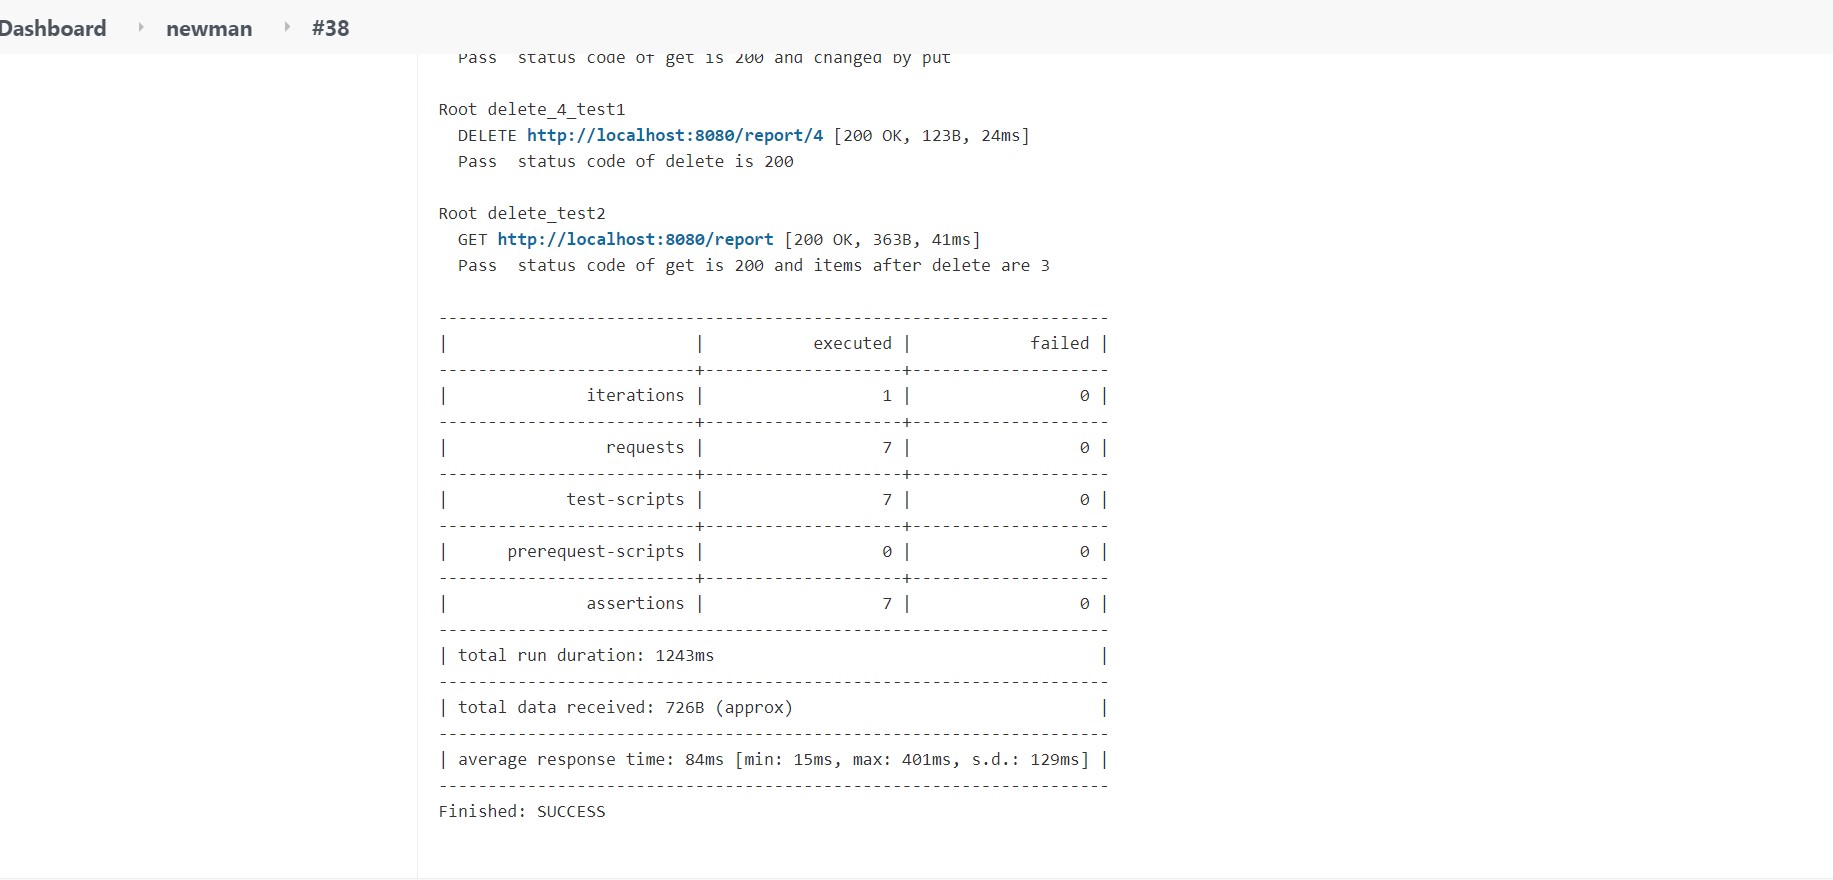 Dashboard newman #38
Pass status code of get is 200 and changed by put
Root delete_4_test1
DELETE http://localhost:8080/report/4 [200 OK, 123B, 24ms]
Pass status code of delete is 200
Root delete_test2
GET http://localhost:8080/report [200 OK, 363B, 41ms]
Pass status code of get is 200 and items after delete are 3
--------------------------------------------------------------------
| | executed | failed |
--------------------------+--------------------+--------------------
| iterations | 1 | 0 |
--------------------------+--------------------+--------------------
| requests | 7 | 0 |
--------------------------+--------------------+--------------------
| test-scripts | 7 | 0 |
--------------------------+--------------------+--------------------
| prerequest-scripts | 0 | 0 |
--------------------------+--------------------+--------------------
| assertions | 7 | 0 |
--------------------------------------------------------------------
| total run duration: 1243ms |
--------------------------------------------------------------------
| total data received: 726B (approx) |
--------------------------------------------------------------------
| average response time: 84ms [min: 15ms, max: 401ms, s.d.: 129ms] |
--------------------------------------------------------------------
Finished: SUCCESS